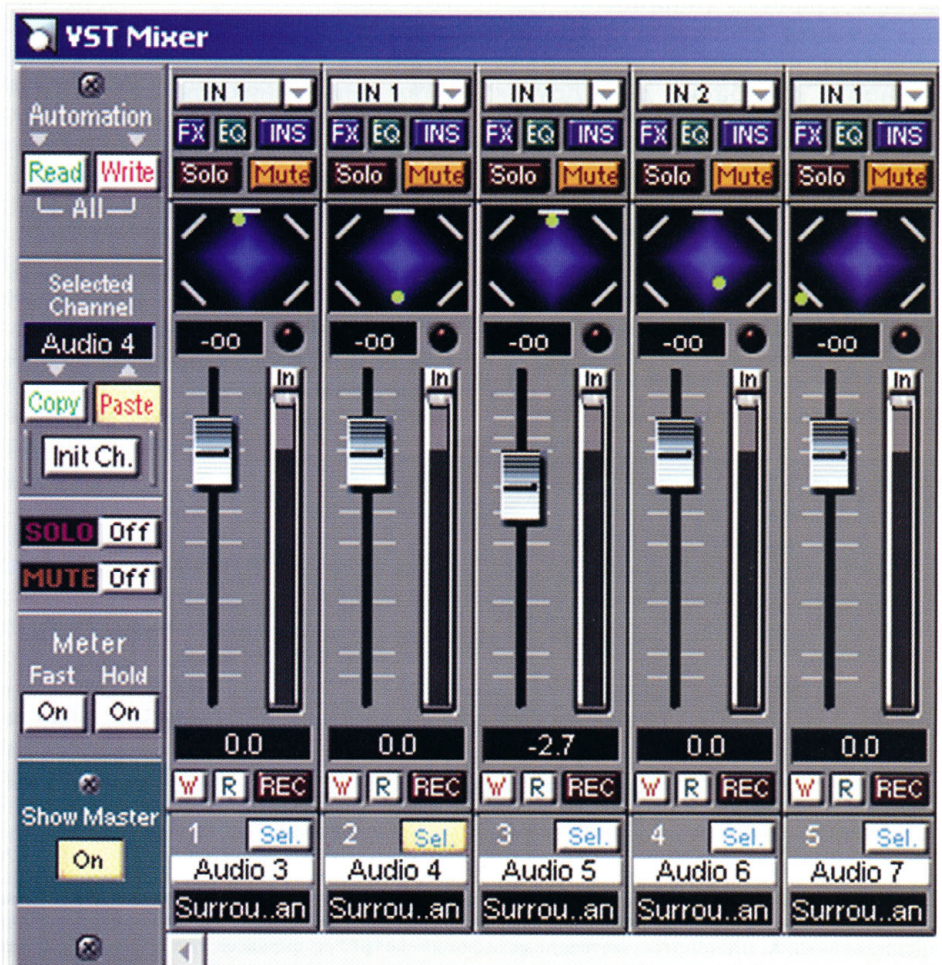 VST Mixer
Automation
Read Write
All
Selected
Channel
Audio 4
Copy Paste
Init Ch.
SOLO Off
MUTE Off
Meter
Fast Hold
On On
Show Master
On
IN 1 IN 1 IN 1 IN 2 IN 1
FX EQ INS FX EQ INS FX EQ INS FX EQ INS FX EQ INS
Solo Mute Solo Mute Solo Mute Solo Mute Solo Mute
-oo -oo -oo -oo -oo
In In In In In
0.0 0.0 -2.7 0.0 0.0
W R REC W R REC W R REC W R REC W R REC
1 Sel. 2 Sel. 3 Sel. 4 Sel. 5 Sel.
Audio 3 Audio 4 Audio 5 Audio 6 Audio 7
Surrou..an Surrou..an Surrou..an Surrou..an Surrou..an